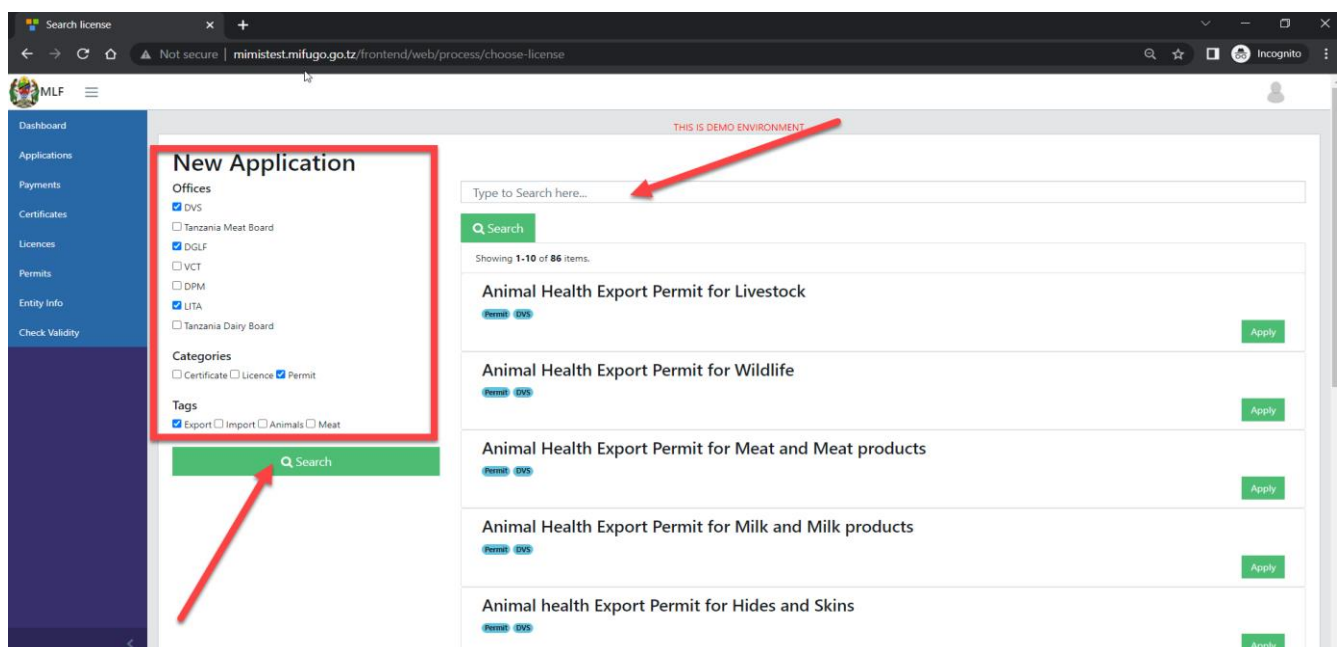 Search license
Not secure | mimistest.mifugo.go.tz/frontend/web/process/choose-license
Incognito
MLF
Dashboard
Applications
Payments
Certificates
Licences
Permits
Entity Info
Check Validity
THIS IS DEMO ENVIRONMENT
New Application
Offices
DVS
Tanzania Meat Board
DGLF
VCT
DPM
LITA
Tanzania Dairy Board
Categories
Certificate Licence Permit
Tags
Export Import Animals Meat
Search
Type to Search here...
Search
Showing 1-10 of 86 items.
Animal Health Export Permit for Livestock
Permit DVS
Apply
Animal Health Export Permit for Wildlife
Permit DVS
Apply
Animal Health Export Permit for Meat and Meat products
Permit DVS
Apply
Animal Health Export Permit for Milk and Milk products
Permit DVS
Apply
Animal health Export Permit for Hides and Skins
Permit DVS
Apply